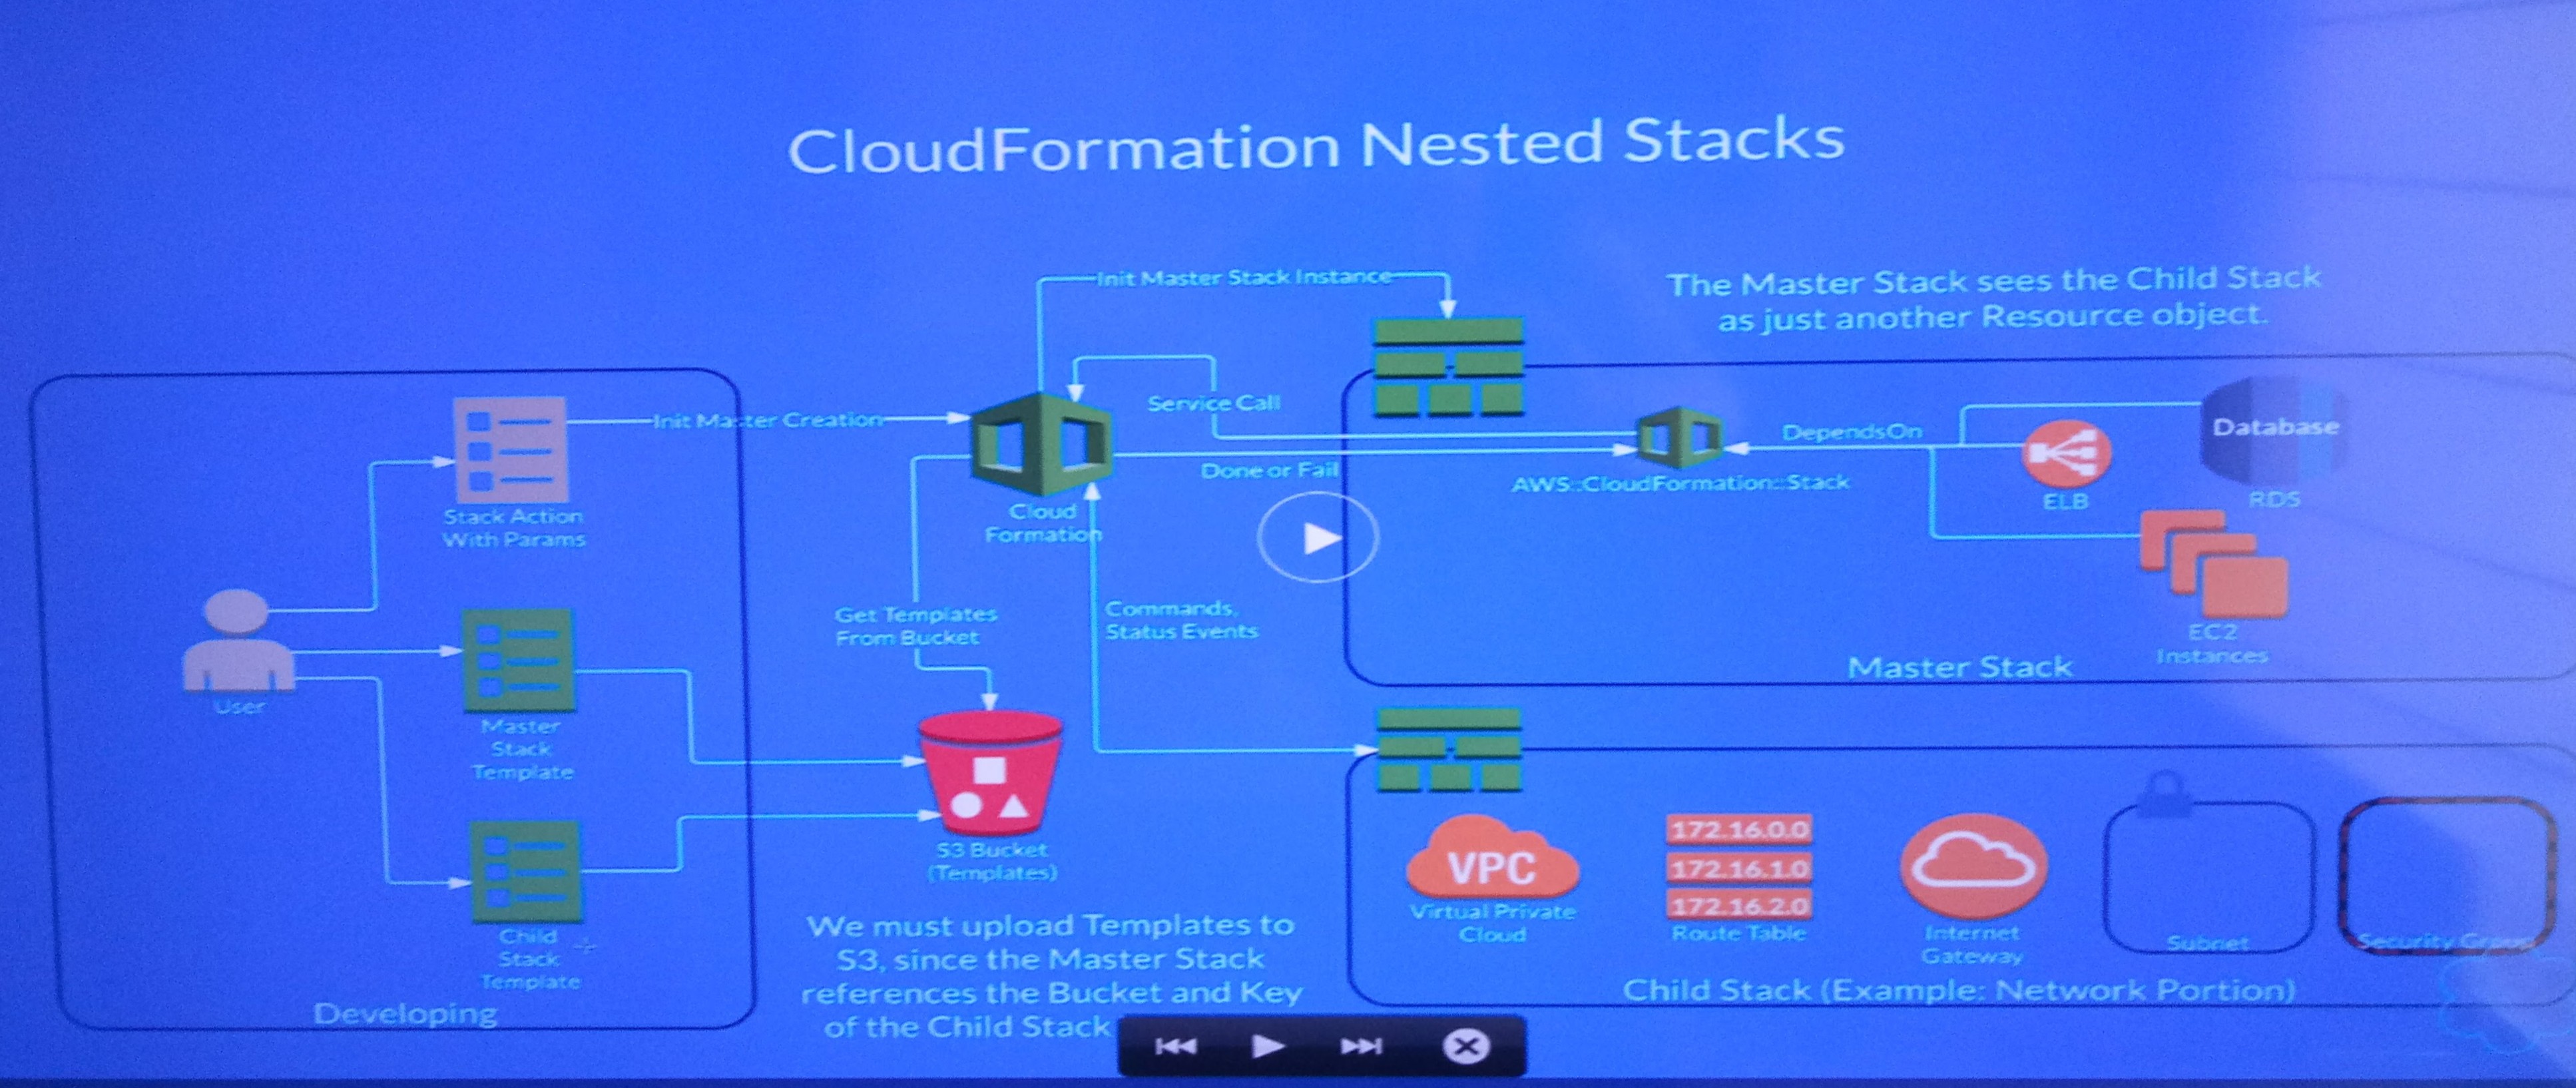 CloudFormation Nested Stacks
Init Master Stack Instance
The Master Stack sees the Child Stack
as just another Resource object.
Init Master Creation
Service Call
Done or Fail
DependsOn
Database
AWS::CloudFormation::Stack
ELB
RDS
Stack Action
With Params
Cloud
Formation
Get Templates
From Bucket
Commands,
Status Events
EC2
Instances
Master Stack
User
Master
Stack
Template
S3 Bucket
(Templates)
VPC
Virtual Private
Cloud
172.16.0.0
172.16.1.0
172.16.2.0
Route Table
Internet
Gateway
Subnet
Security Group
Child
Stack
Template
Developing
We must upload Templates to
S3, since the Master Stack
references the Bucket and Key
of the Child Stack
Child Stack (Example: Network Portion)